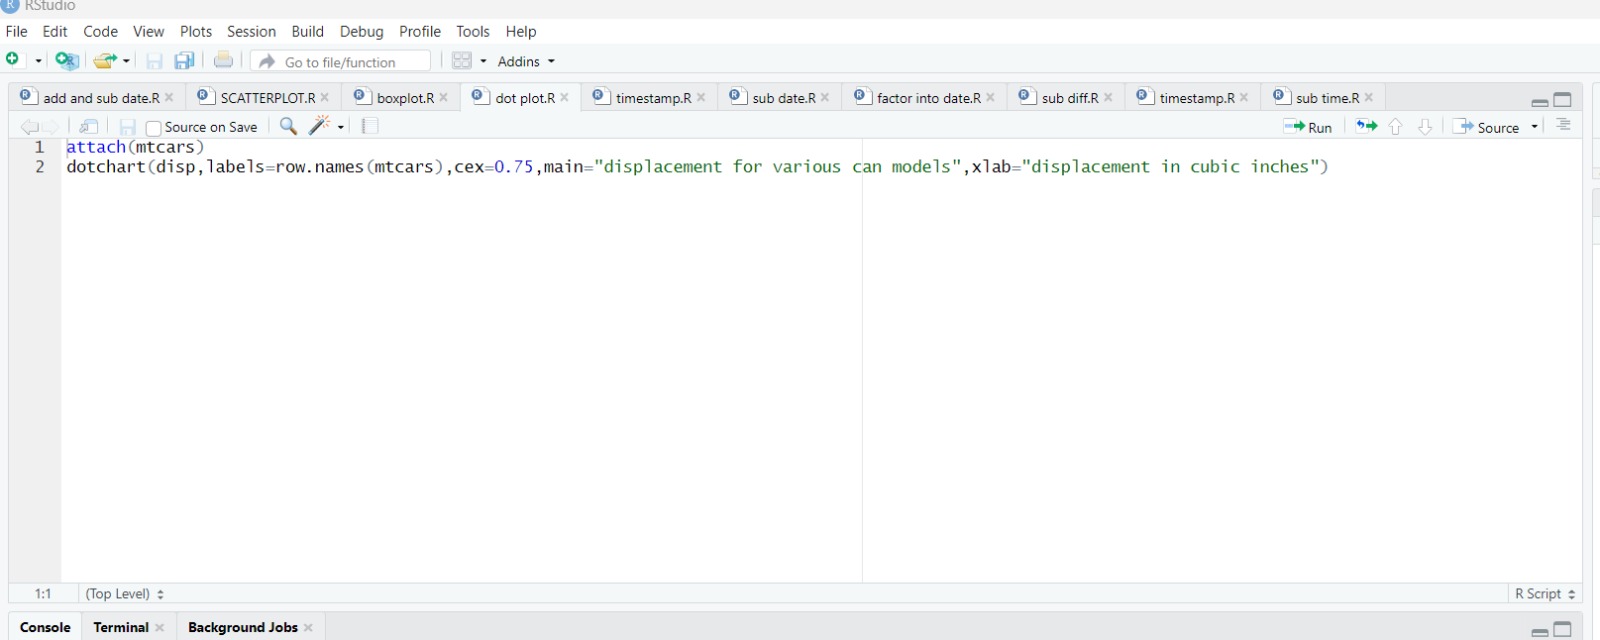 RStudio
File Edit Code View Plots Session Build Debug Profile Tools Help
Go to file/function Addins
add and sub date.R SCATTERPLOT.R boxplot.R dot plot.R timestamp.R sub date.R factor into date.R sub diff.R timestamp.R sub time.R
Source on Save Run Source
1 attach(mtcars)
2 dotchart(disp,labels=row.names(mtcars),cex=0.75,main="displacement for various can models",xlab="displacement in cubic inches")
1:1 (Top Level) R Script
Console Terminal Background Jobs